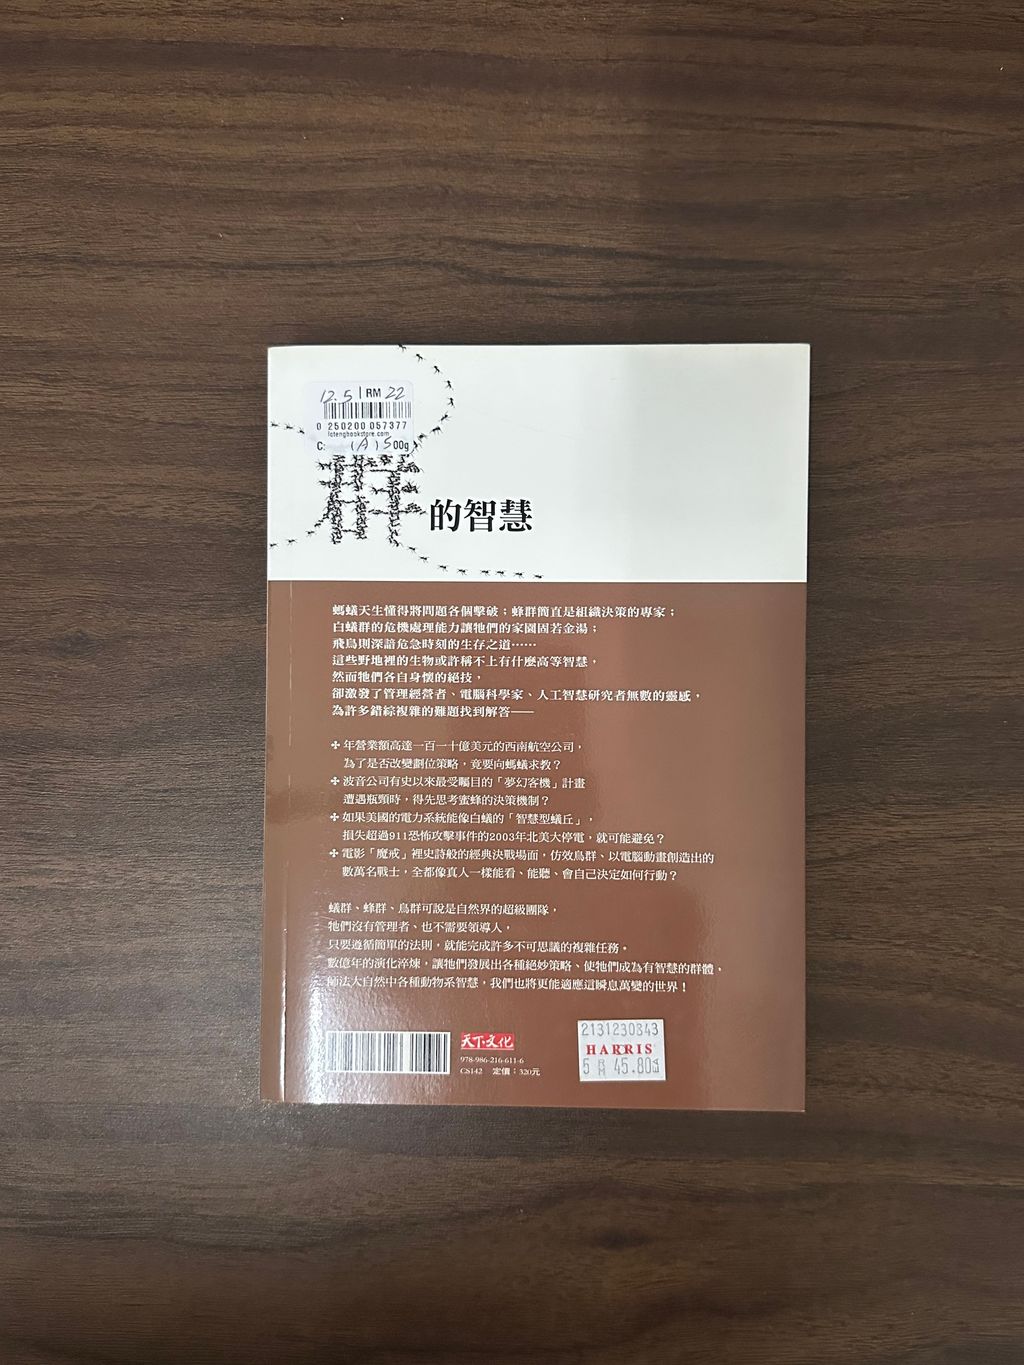 12.5 RM 22
0 250200 057377
latengbookstore.com
C: (A) 500g
群的智慧
螞蟻天生懂得將問題各個擊破；蜂群簡直是組織決策的專家；
白蟻群的危機處理能力讓牠們的家園固若金湯；
飛鳥則深諳危急時刻的生存之道……
這些野地裡的生物或許稱不上有什麼高等智慧，
然而牠們各自身懷的絕技，
卻激發了管理經營者、電腦科學家、人工智慧研究者無數的靈感，
為許多錯綜複雜的難題找到解答──
✣ 年營業額高達一百一十億美元的西南航空公司，
為了是否改變劃位策略，竟要向螞蟻求教？
✣ 波音公司有史以來最受矚目的「夢幻客機」計畫
遭遇瓶頸時，得先思考蜜蜂的決策機制？
✣ 如果美國的電力系統能像白蟻的「智慧型蟻丘」，
損失超過911恐怖攻擊事件的2003年北美大停電，就可能避免？
✣ 電影「魔戒」裡史詩般的經典決戰場面，仿效鳥群、以電腦動畫創造出的
數萬名戰士，全都像真人一樣能看、能聽、會自己決定如何行動？
蟻群、蜂群、鳥群可說是自然界的超級團隊，
牠們沒有管理者、也不需要領導人，
只要遵循簡單的法則，就能完成許多不可思議的複雜任務。
數億年的演化淬煉，讓牠們發展出各種絕妙策略、使牠們成為有智慧的群體，
師法大自然中各種動物系智慧，我們也將更能適應這瞬息萬變的世界！
天下文化
978-986-216-611-6
CS142 定價：320元
2131230843
HARRIS
5 RM 45.80